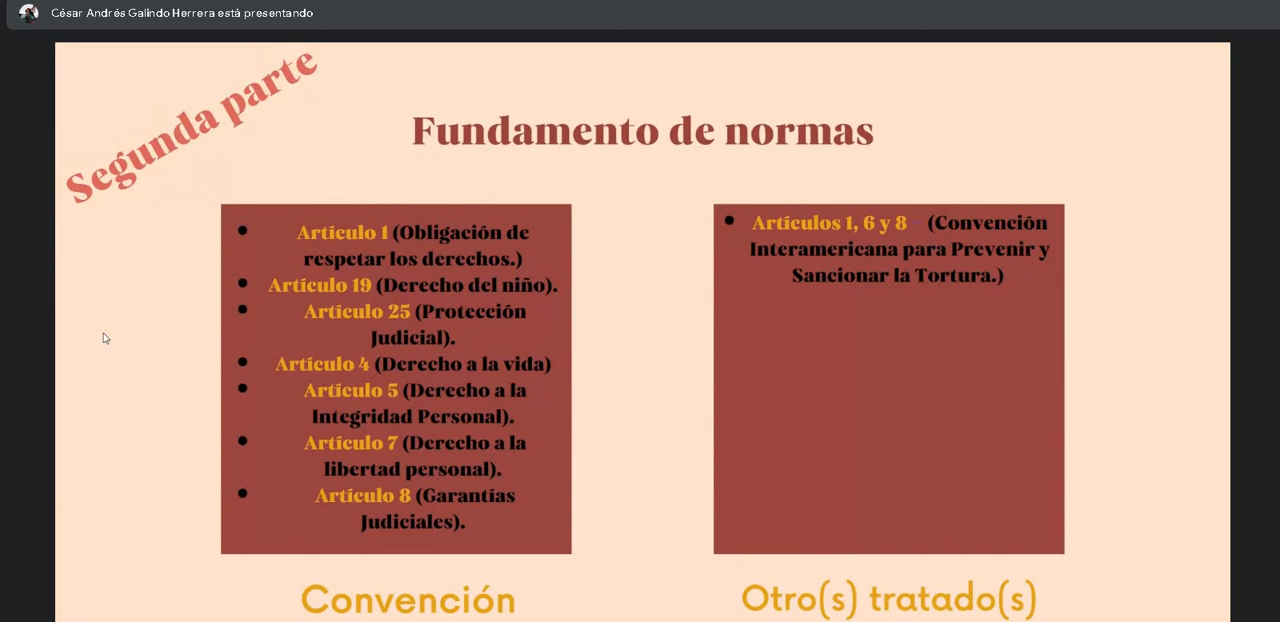 César Andrés Galindo Herrera está presentando
Segunda parte
Fundamento de normas
Artículo 1 (Obligación de
respetar los derechos.)
Artículo 19 (Derecho del niño).
Artículo 25 (Protección
Judicial).
Artículo 4 (Derecho a la vida)
Artículo 5 (Derecho a la
Integridad Personal).
Artículo 7 (Derecho a la
libertad personal).
Artículo 8 (Garantías
Judiciales).
Convención
Artículos 1, 6 y 8 (Convención
Interamericana para Prevenir y
Sancionar la Tortura.)
Otro(s) tratado(s)